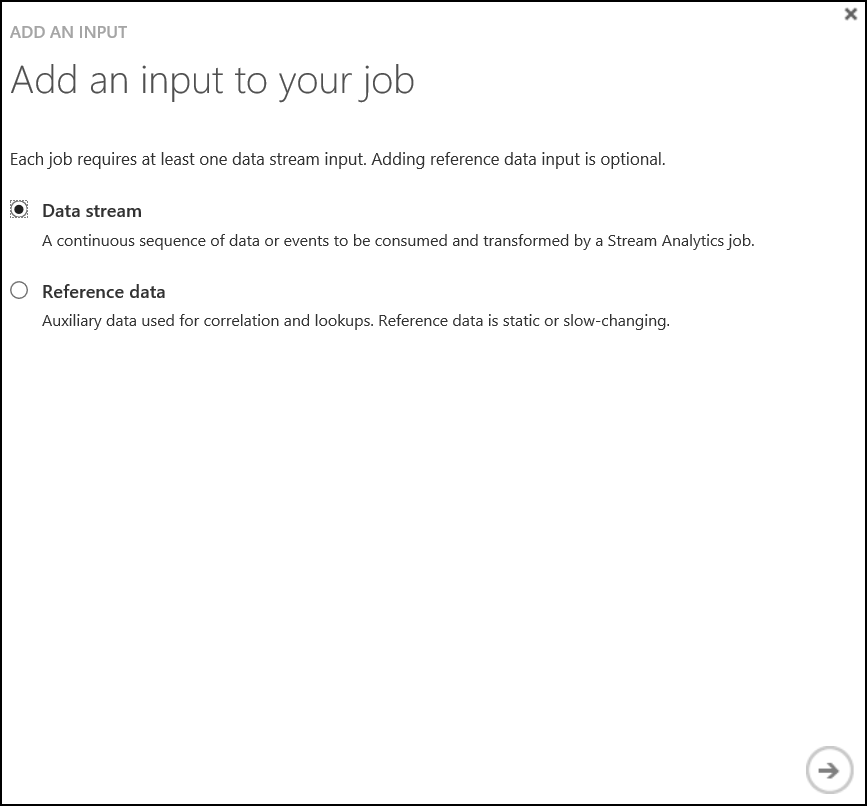 ADD AN INPUT
Add an input to your job
Each job requires at least one data stream input. Adding reference data input is optional.
Data stream
A continuous sequence of data or events to be consumed and transformed by a Stream Analytics job.
Reference data
Auxiliary data used for correlation and lookups. Reference data is static or slow-changing.